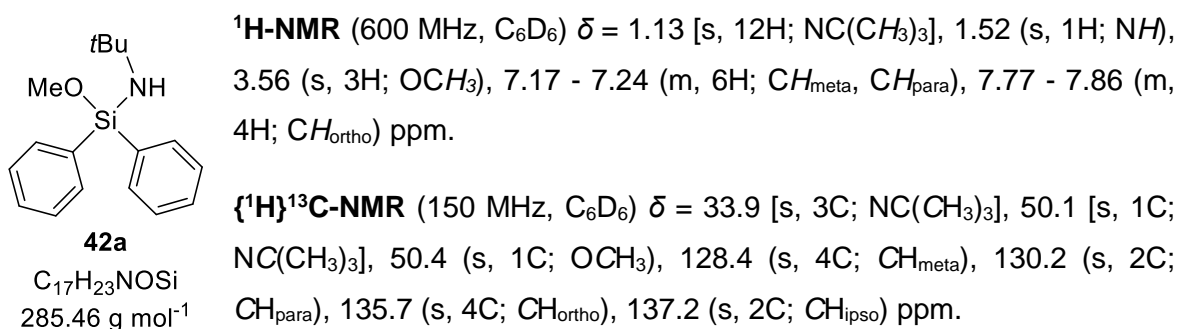 tBu
MeO NH
Si
42a
C₁₇H₂₃NOSi
285.46 g mol⁻¹
¹H-NMR (600 MHz, C₆D₆) δ = 1.13 [s, 12H; NC(CH₃)₃], 1.52 (s, 1H; NH),
3.56 (s, 3H; OCH₃), 7.17 - 7.24 (m, 6H; CHmeta, CHpara), 7.77 - 7.86 (m,
4H; CHortho) ppm.
{¹H}¹³C-NMR (150 MHz, C₆D₆) δ = 33.9 [s, 3C; NC(CH₃)₃], 50.1 [s, 1C;
NC(CH₃)₃], 50.4 (s, 1C; OCH₃), 128.4 (s, 4C; CHmeta), 130.2 (s, 2C;
CHpara), 135.7 (s, 4C; CHortho), 137.2 (s, 2C; CHipso) ppm.